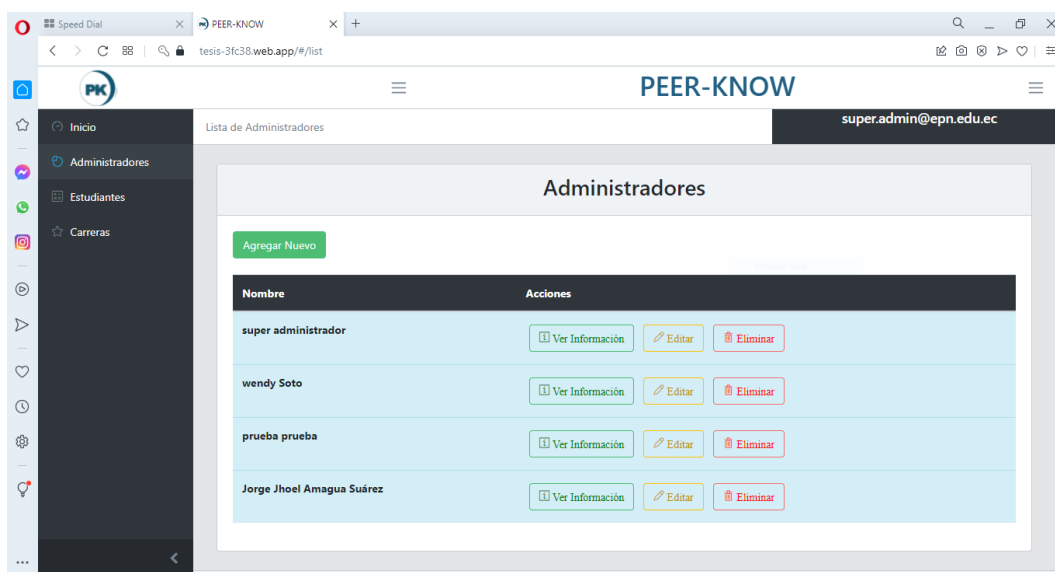 Speed Dial
PEER-KNOW
tesis-3fc38.web.app/#/list
PK
PEER-KNOW
Inicio
Lista de Administradores
super.admin@epn.edu.ec
Administradores
Estudiantes
Carreras
Administradores
Agregar Nuevo
Nombre Acciones
super administrador Ver Información Editar Eliminar
wendy Soto Ver Información Editar Eliminar
prueba prueba Ver Información Editar Eliminar
Jorge Jhoel Amagua Suárez Ver Información Editar Eliminar